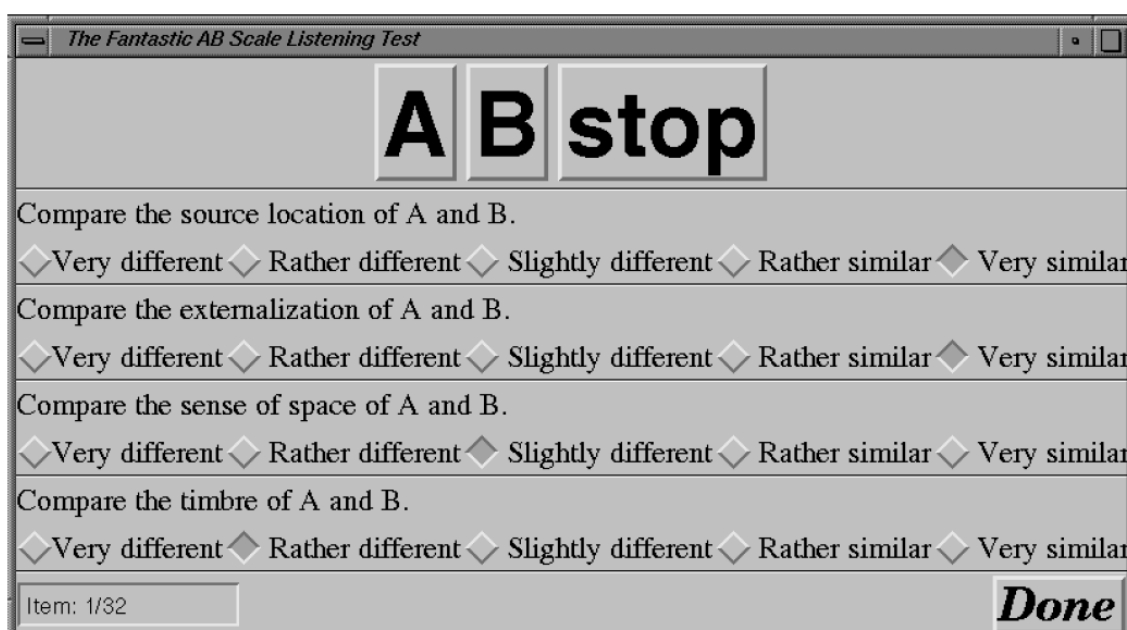 The Fantastic AB Scale Listening Test
A B stop
Compare the source location of A and B.
Very different Rather different Slightly different Rather similar Very similar
Compare the externalization of A and B.
Very different Rather different Slightly different Rather similar Very similar
Compare the sense of space of A and B.
Very different Rather different Slightly different Rather similar Very similar
Compare the timbre of A and B.
Very different Rather different Slightly different Rather similar Very similar
Item: 1/32 Done